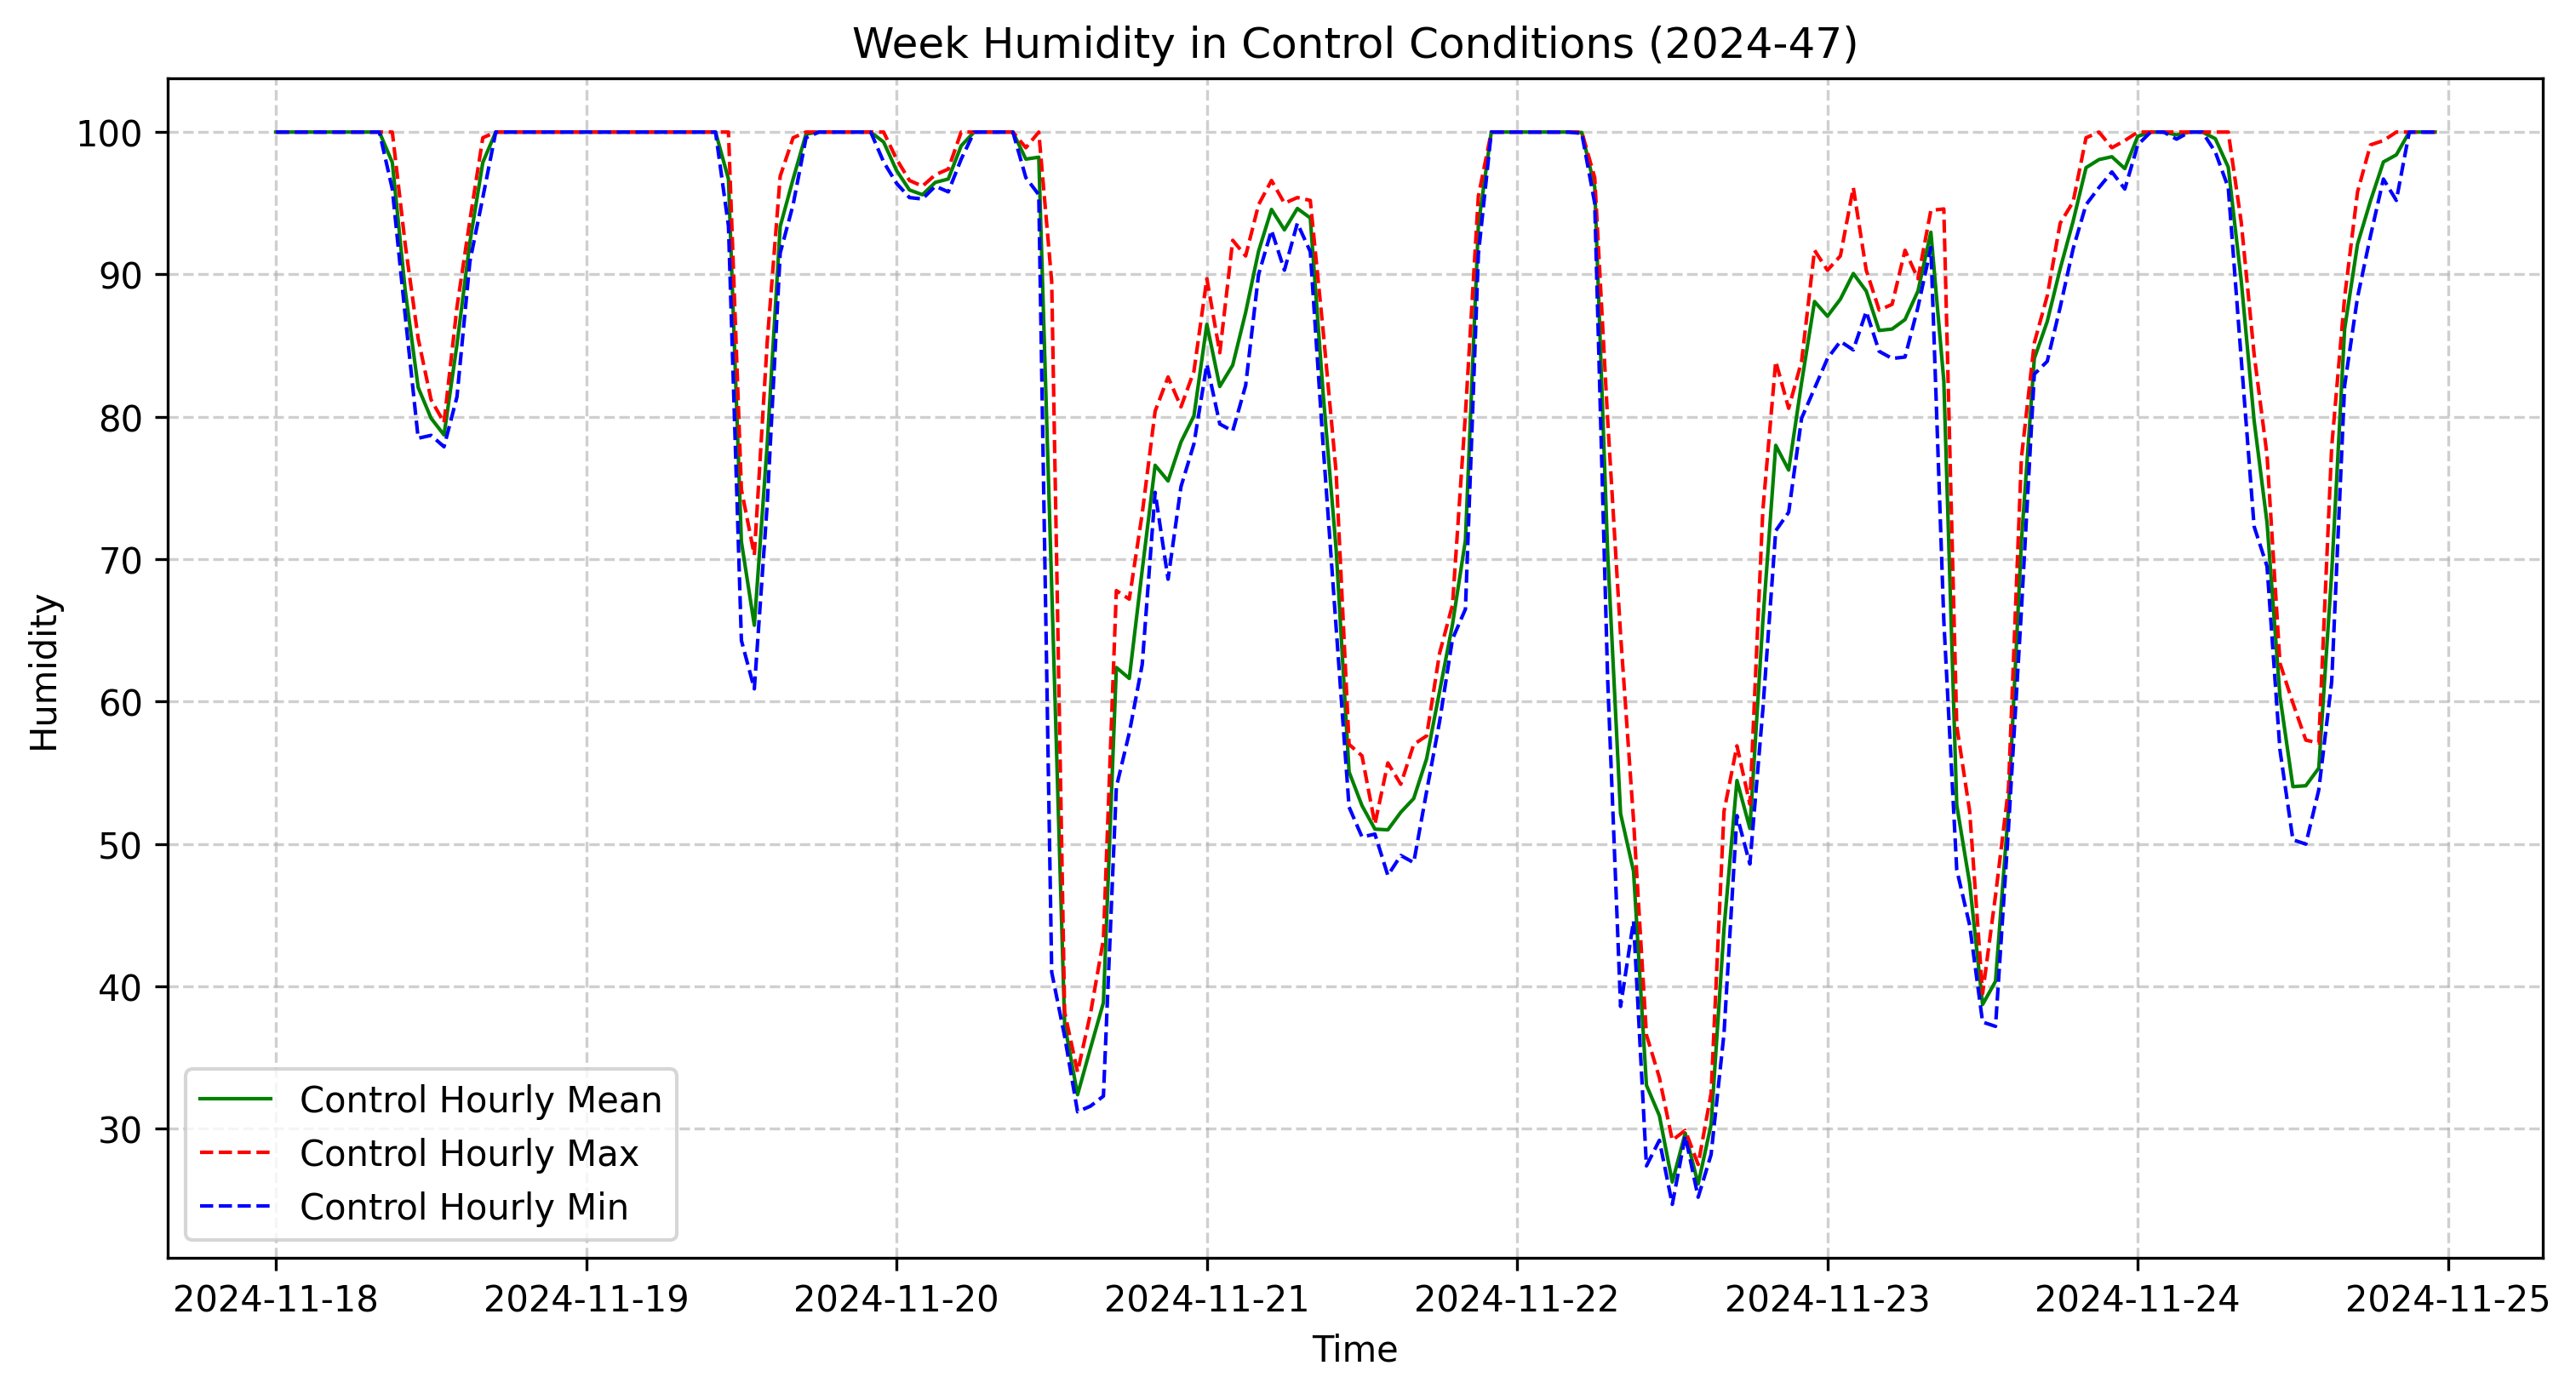 Week Humidity in Control Conditions (2024-47)
100
90
80
70
60
50
40
30
Humidity
Control Hourly Mean
Control Hourly Max
Control Hourly Min
2024-11-18
2024-11-19
2024-11-20
2024-11-21
2024-11-22
2024-11-23
2024-11-24
2024-11-25
Time